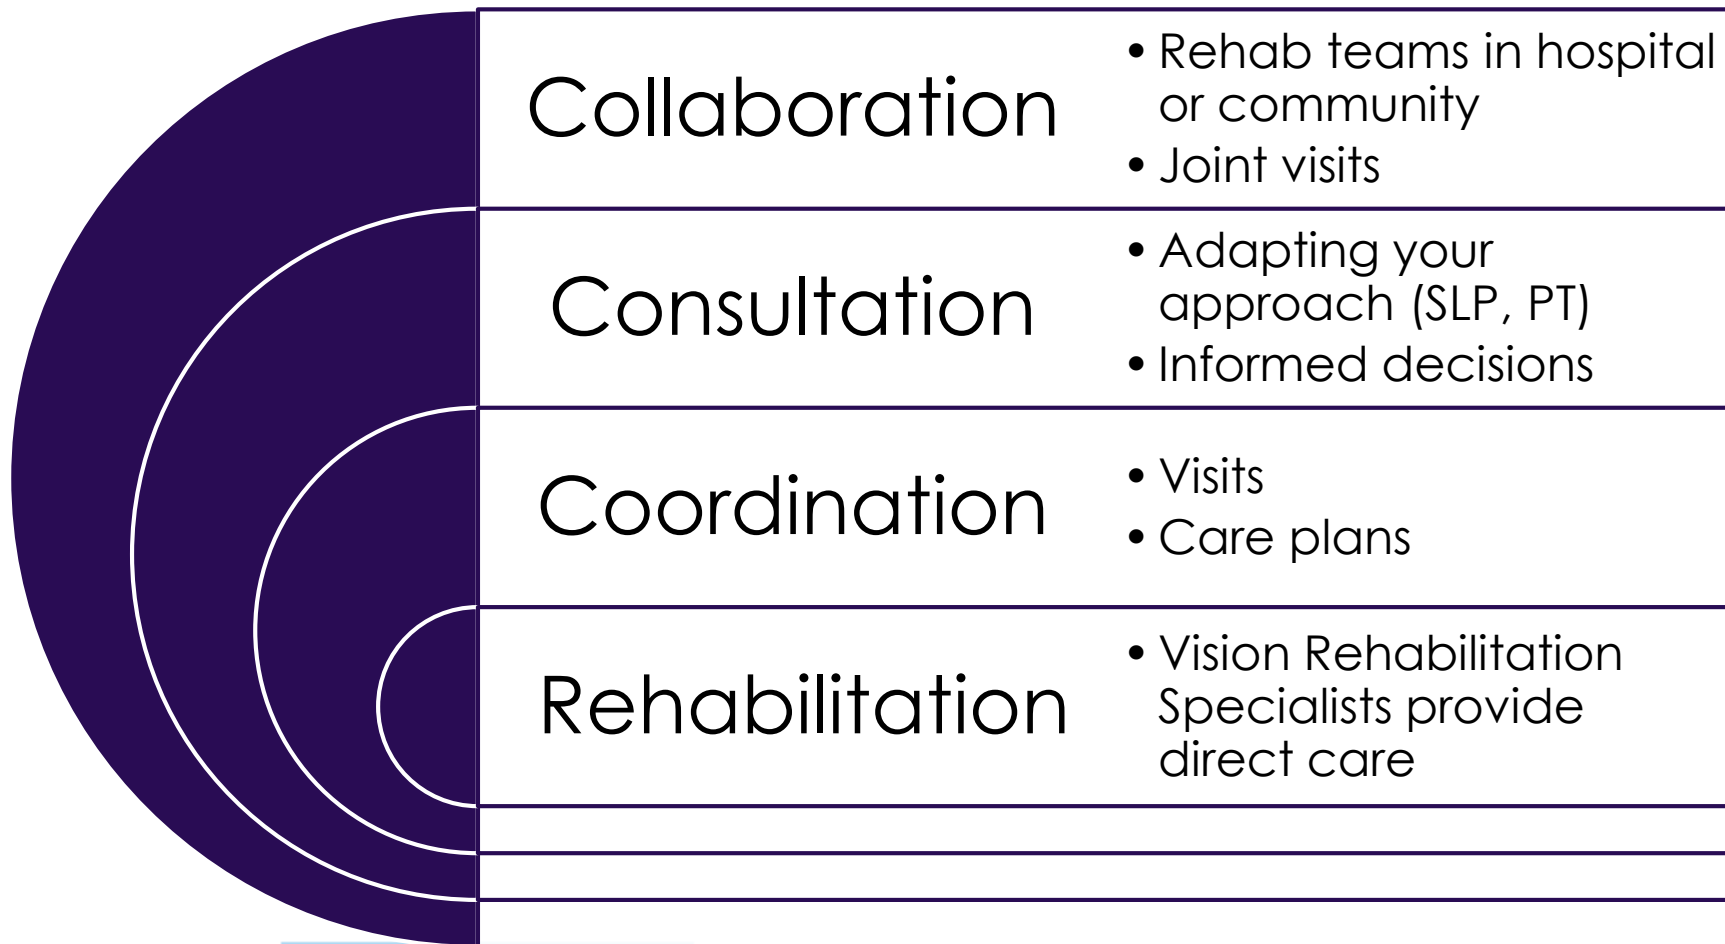 Collaboration
• Rehab teams in hospital
or community
• Joint visits
Consultation
• Adapting your
approach (SLP, PT)
• Informed decisions
Coordination
• Visits
• Care plans
Rehabilitation
• Vision Rehabilitation
Specialists provide
direct care